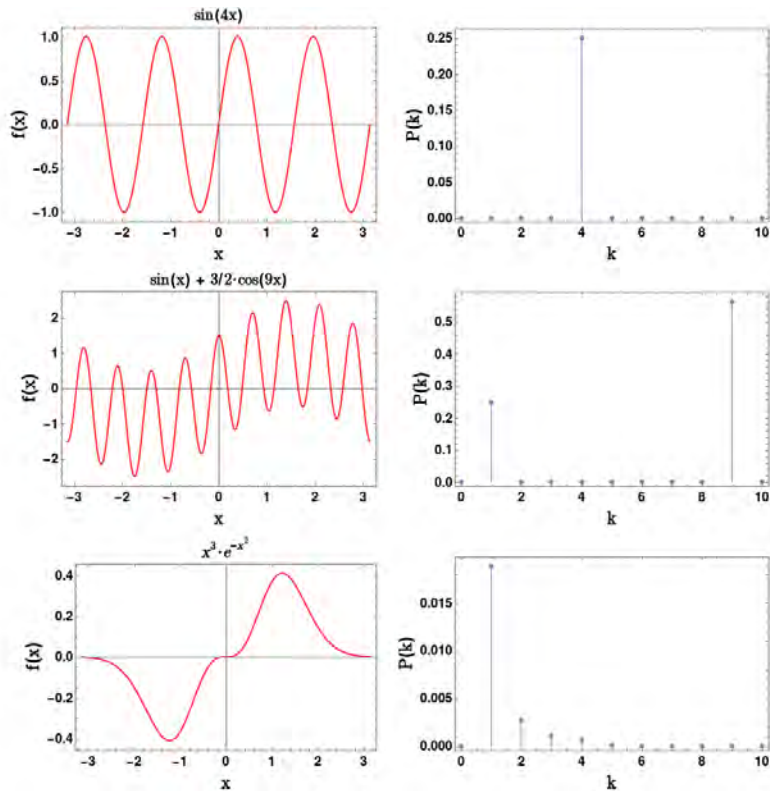 sin(4x)
1.0
0.5
0.0
−0.5
−1.0
f(x)
−3 −2 −1 0 1 2 3
x
0.25
0.20
0.15
0.10
0.05
0.00
P(k)
0 2 4 6 8 10
k
sin(x) + 3/2·cos(9x)
2
1
0
−1
−2
f(x)
−3 −2 −1 0 1 2 3
x
0.5
0.4
0.3
0.2
0.1
0.0
P(k)
0 2 4 6 8 10
k
x³·e^{−x²}
0.4
0.2
0.0
−0.2
−0.4
f(x)
−3 −2 −1 0 1 2 3
x
0.015
0.010
0.005
0.000
P(k)
0 2 4 6 8 10
k